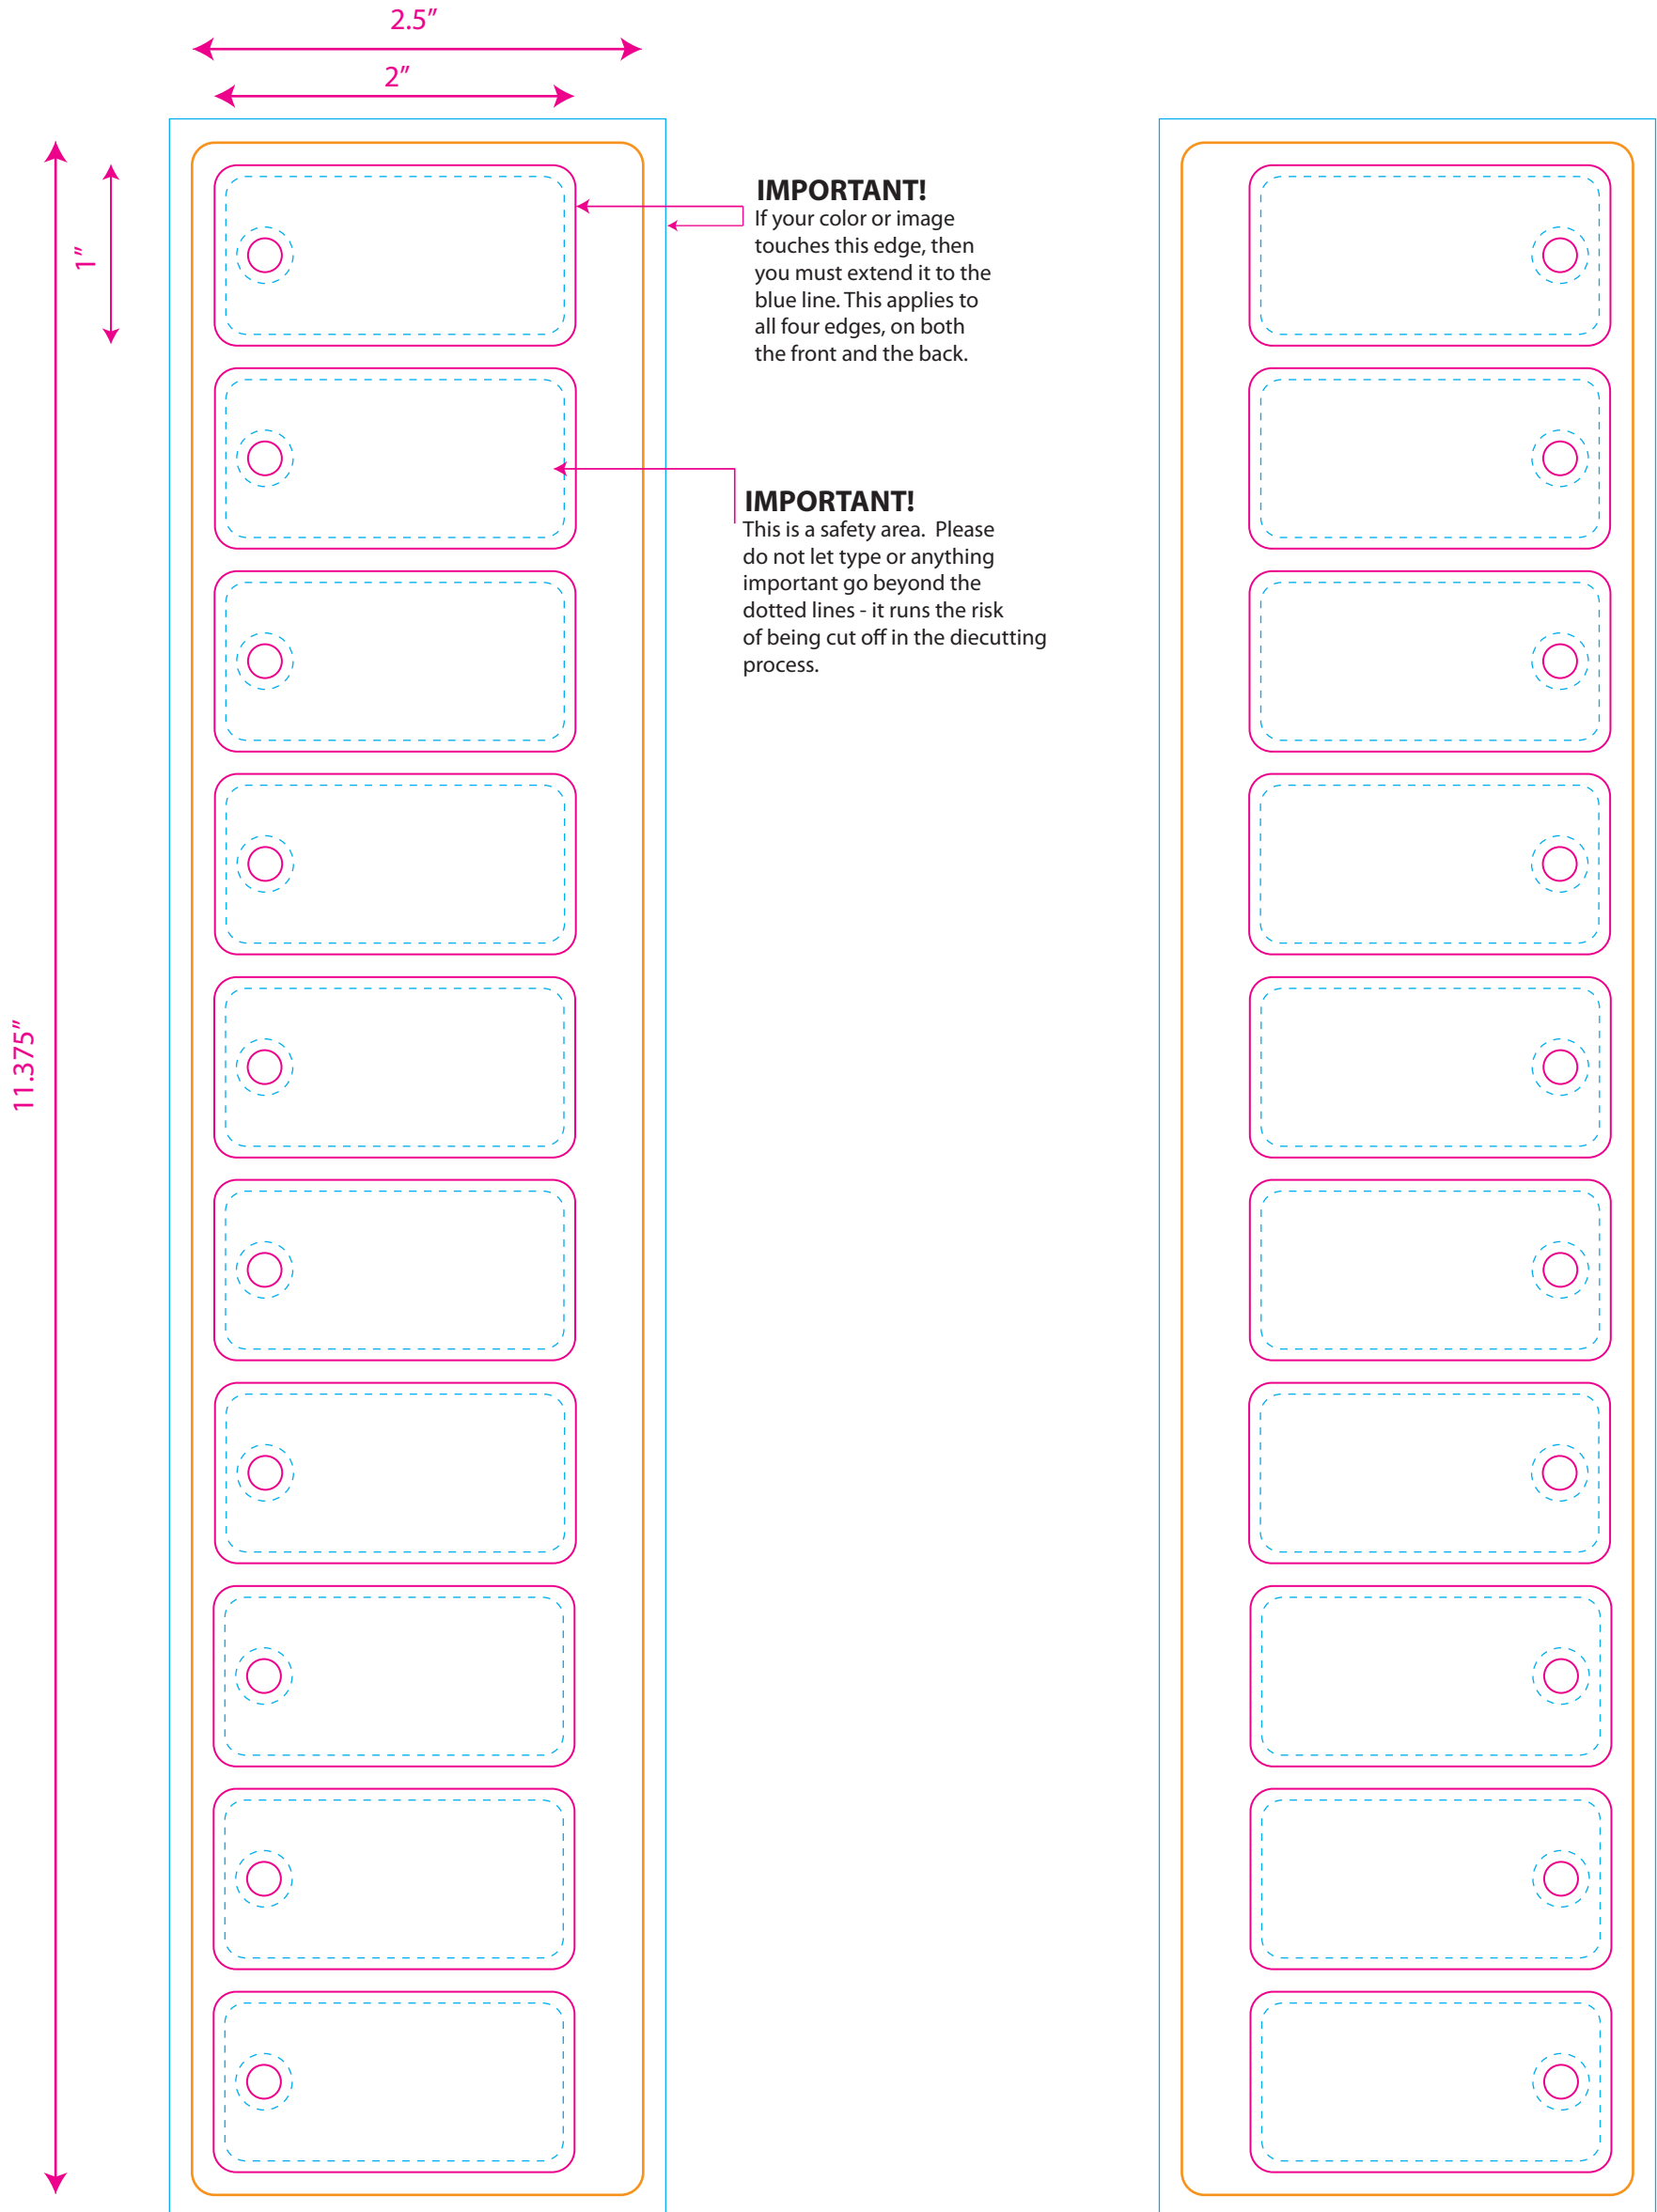 2.5”
2”
1”
11.375”
IMPORTANT!
If your color or image
touches this edge, then
you must extend it to the
blue line. This applies to
all four edges, on both
the front and the back.
IMPORTANT!
This is a safety area.  Please
do not let type or anything
important go beyond the
dotted lines - it runs the risk
of being cut off in the diecutting
process.